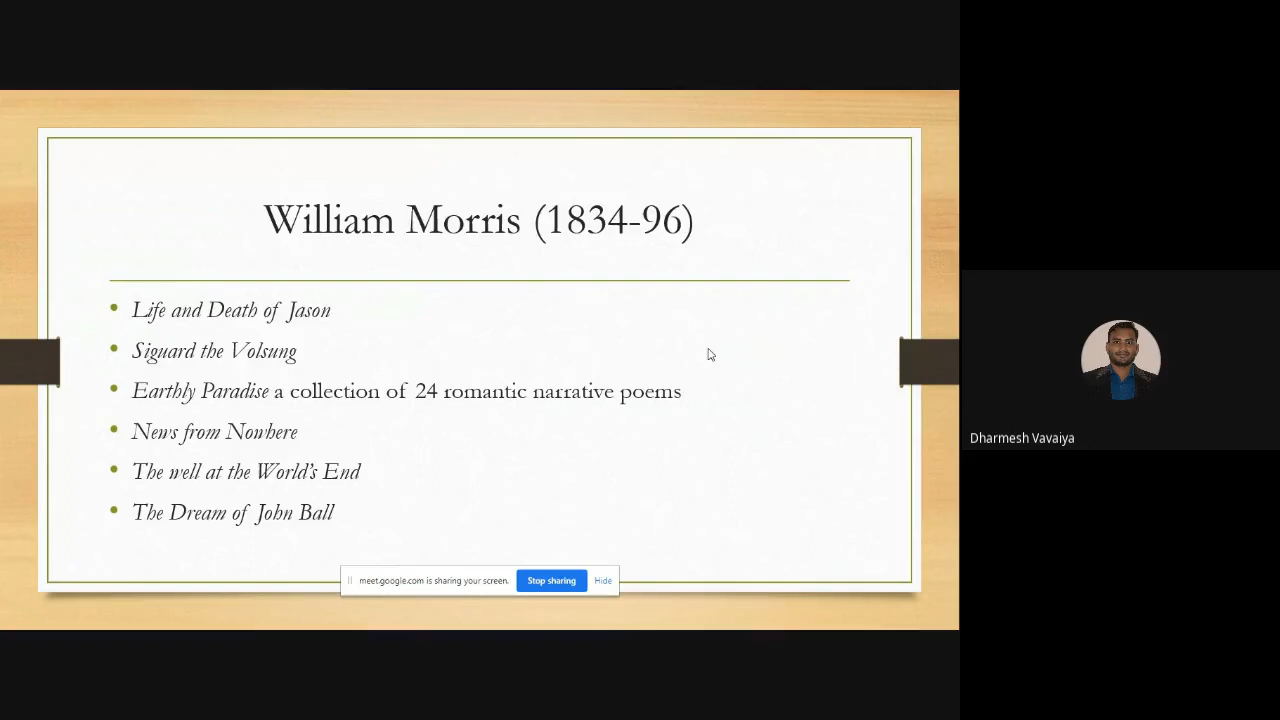 William Morris (1834-96)
Life and Death of Jason
Siguard the Volsung
Earthly Paradise a collection of 24 romantic narrative poems
News from Nowhere
The well at the World's End
The Dream of John Ball
meet.google.com is sharing your screen. Stop sharing Hide
Dharmesh Vavaiya